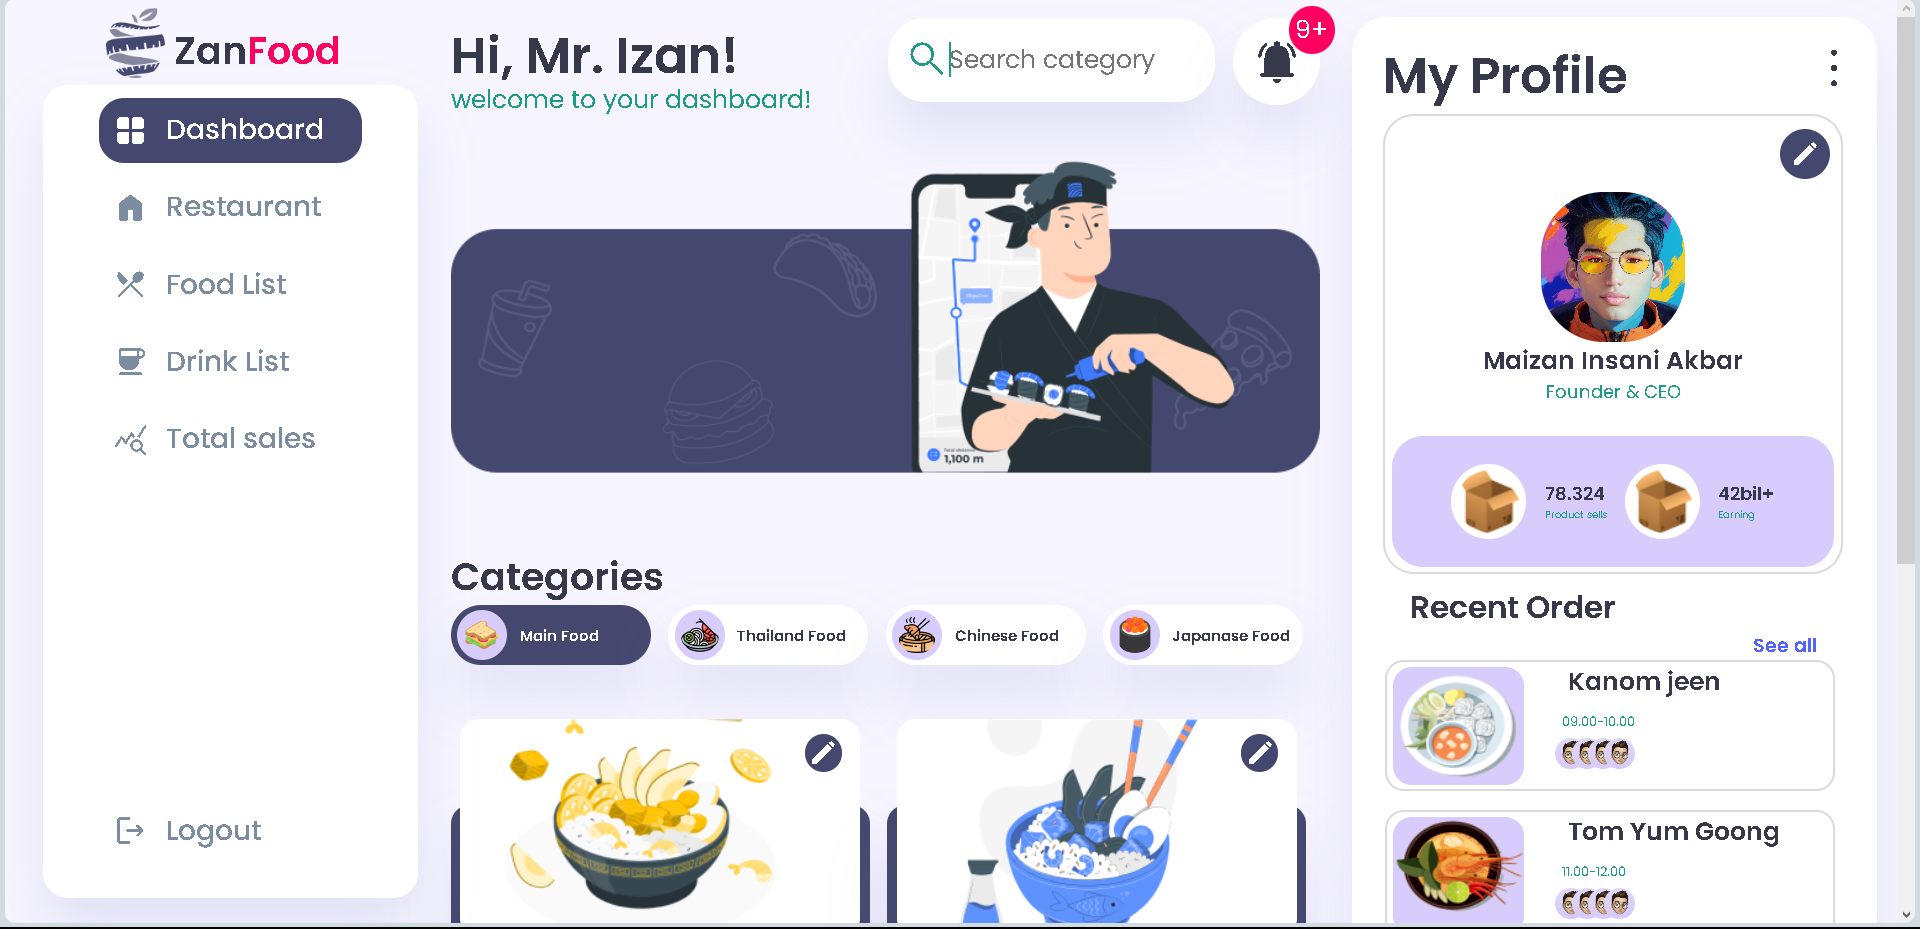 ZanFood
Dashboard
Restaurant
Food List
Drink List
Total sales
Logout
Hi, Mr. Izan!
welcome to your dashboard!
Search category
9+
1,100 m
Categories
Main Food
Thailand Food
Chinese Food
Japanase Food
My Profile
Maizan Insani Akbar
Founder & CEO
78.324
Product sells
42bil+
Earning
Recent Order
See all
Kanom jeen
09.00-10.00
Tom Yum Goong
11.00-12.00